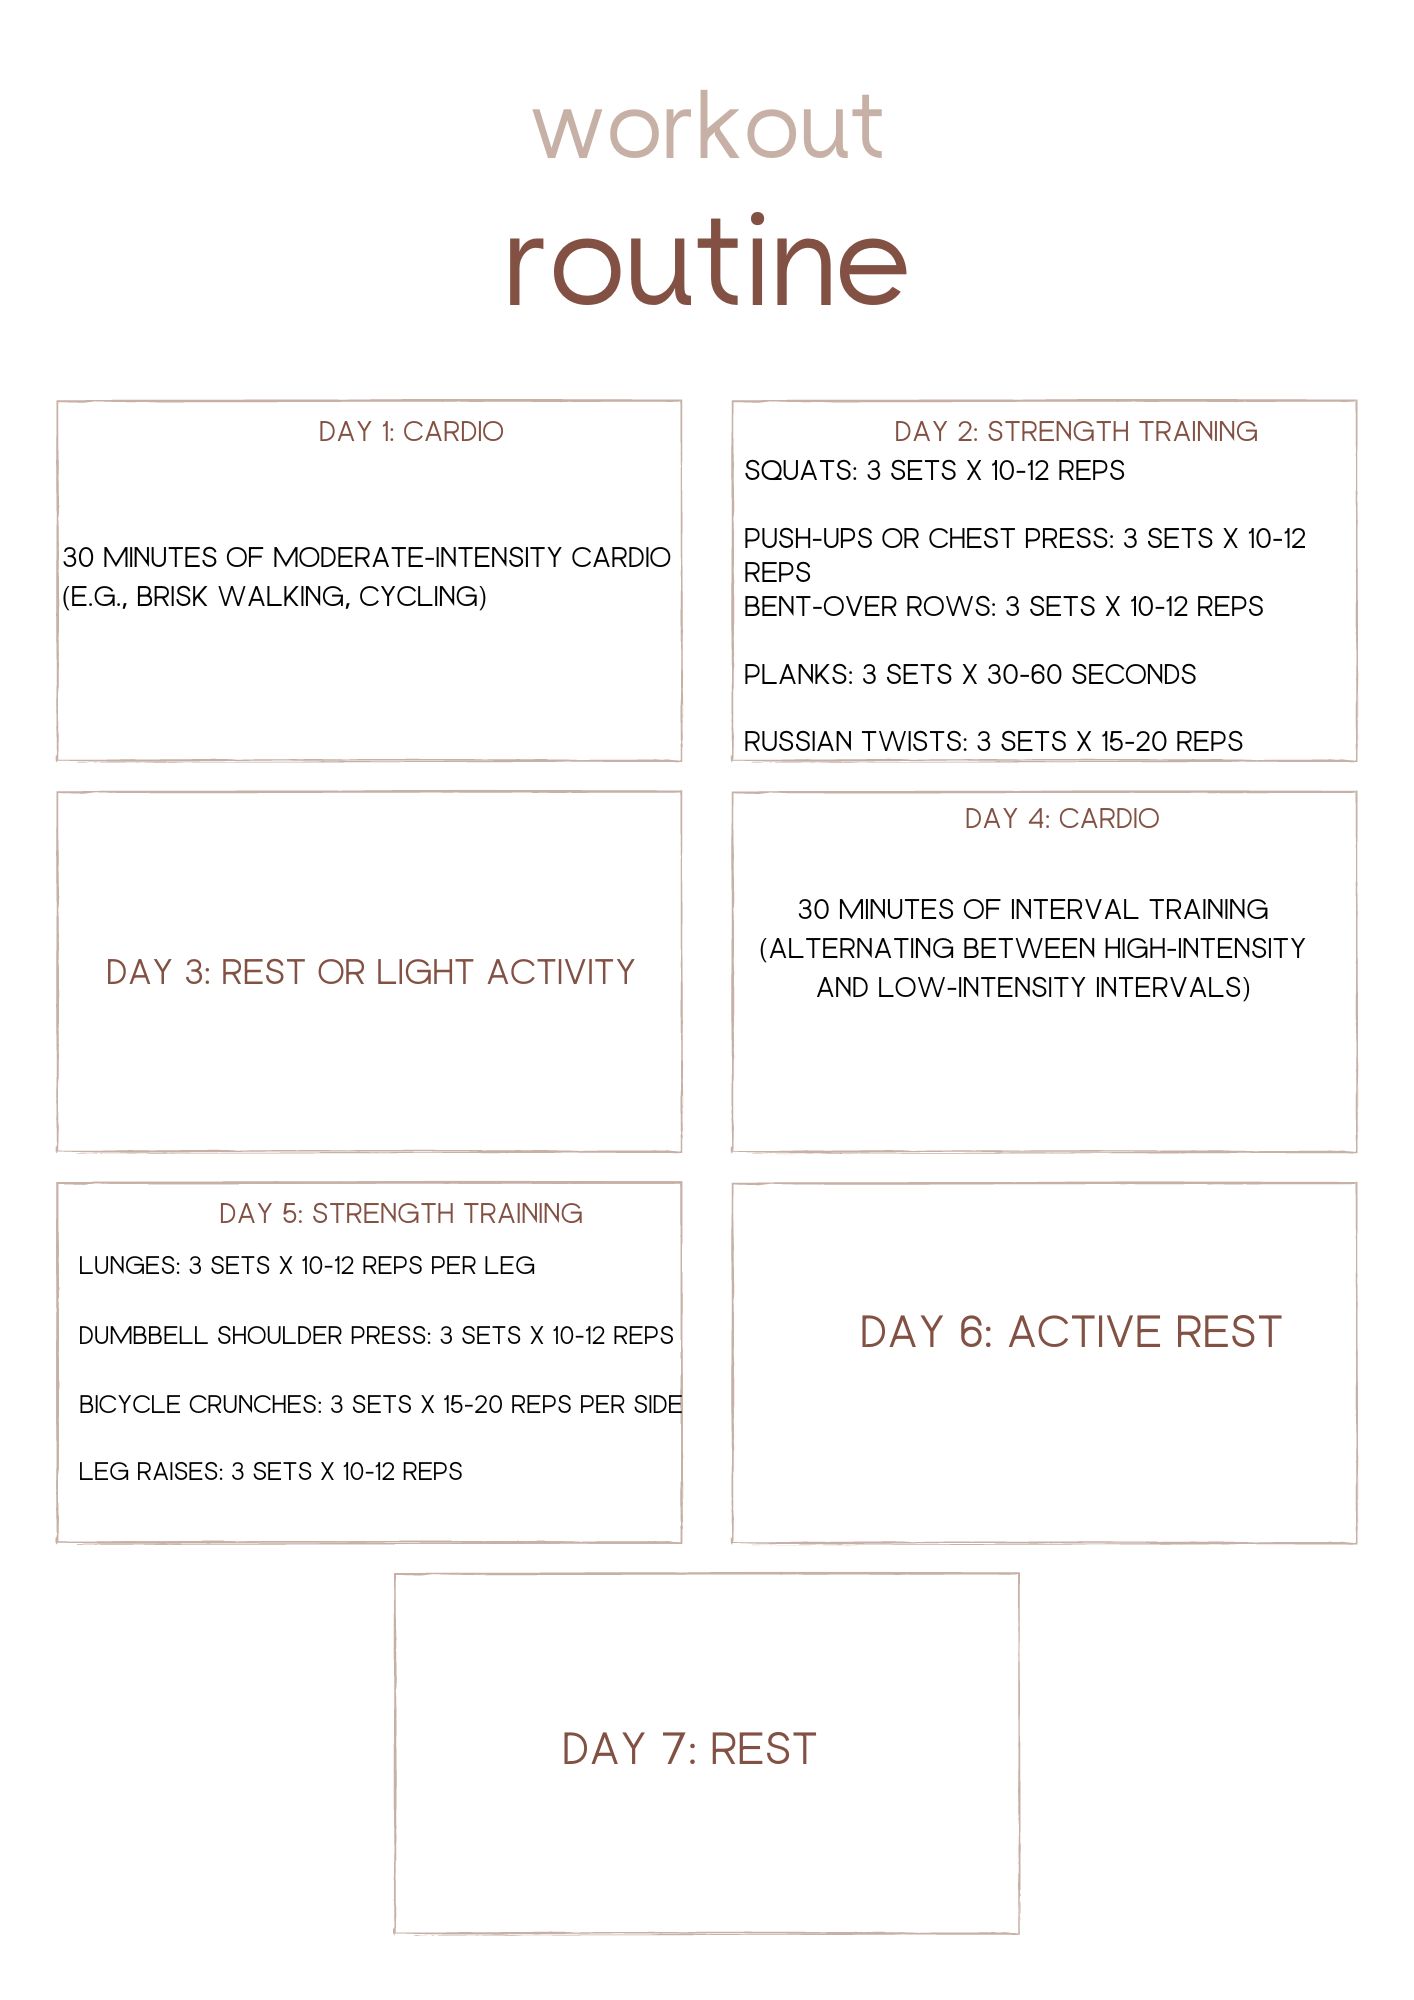 workout
routine
DAY 1: CARDIO
30 MINUTES OF MODERATE-INTENSITY CARDIO
(E.G., BRISK WALKING, CYCLING)
DAY 2: STRENGTH TRAINING
SQUATS: 3 SETS X 10-12 REPS
PUSH-UPS OR CHEST PRESS: 3 SETS X 10-12
REPS
BENT-OVER ROWS: 3 SETS X 10-12 REPS
PLANKS: 3 SETS X 30-60 SECONDS
RUSSIAN TWISTS: 3 SETS X 15-20 REPS
DAY 3: REST OR LIGHT ACTIVITY
DAY 4: CARDIO
30 MINUTES OF INTERVAL TRAINING
(ALTERNATING BETWEEN HIGH-INTENSITY
AND LOW-INTENSITY INTERVALS)
DAY 5: STRENGTH TRAINING
LUNGES: 3 SETS X 10-12 REPS PER LEG
DUMBBELL SHOULDER PRESS: 3 SETS X 10-12 REPS
BICYCLE CRUNCHES: 3 SETS X 15-20 REPS PER SIDE
LEG RAISES: 3 SETS X 10-12 REPS
DAY 6: ACTIVE REST
DAY 7: REST